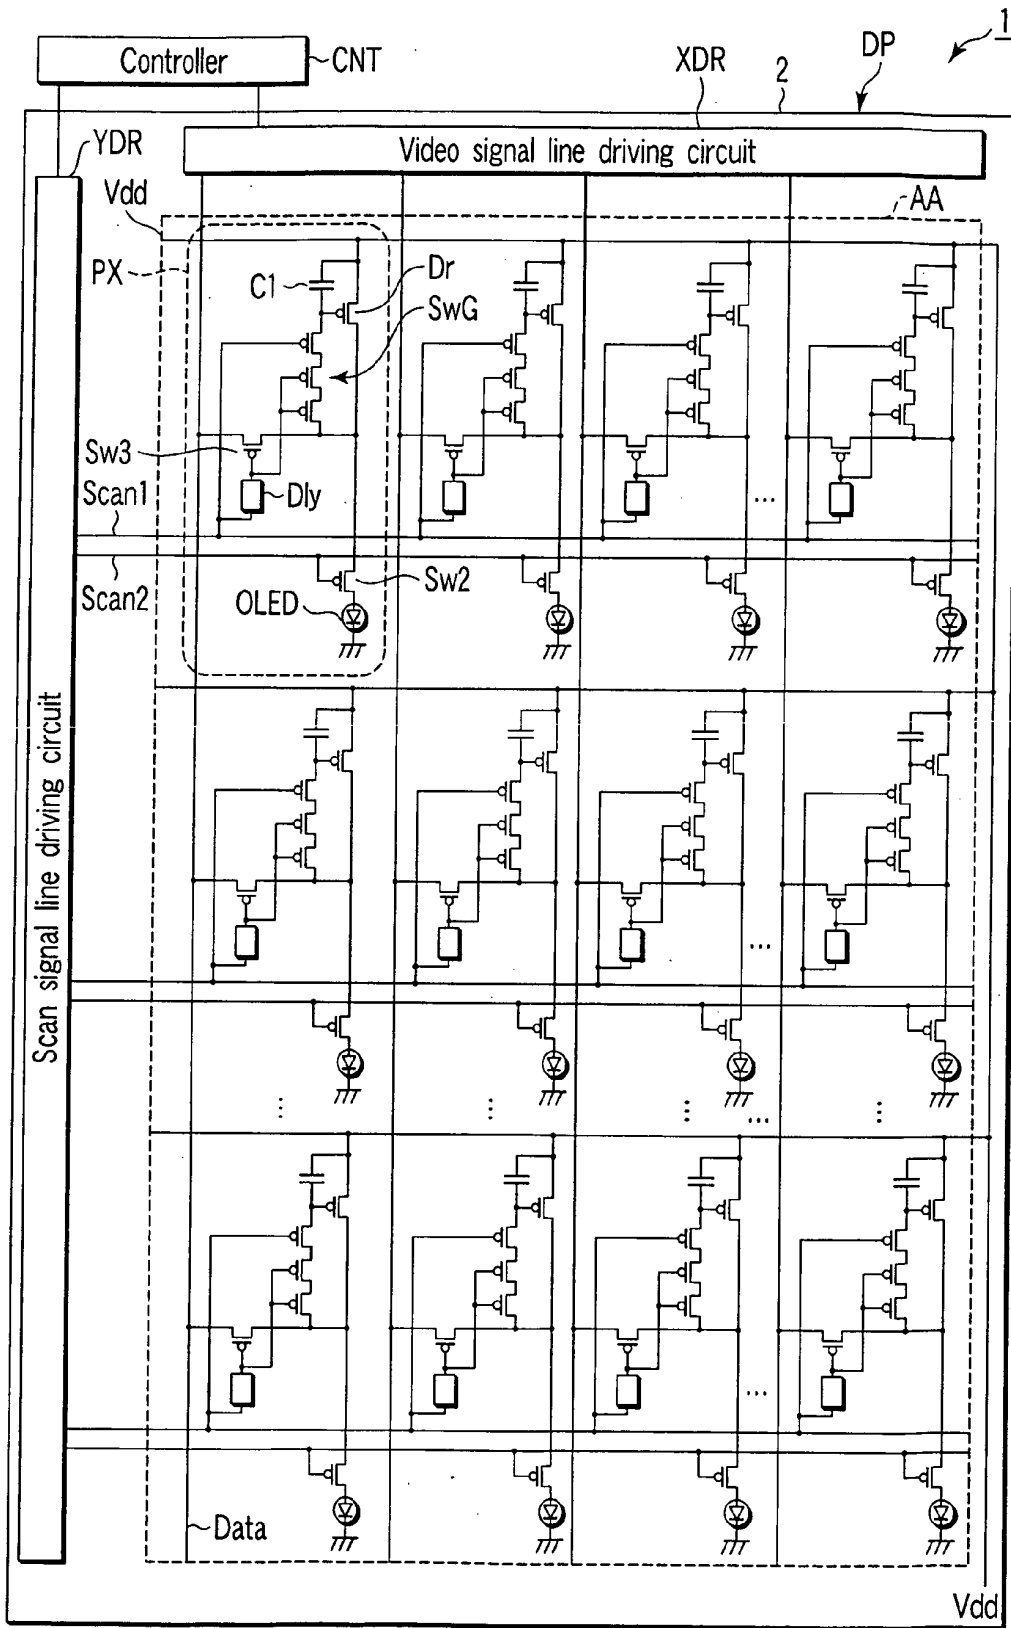 1
Controller
CNT
XDR
2
DP
YDR
Video signal line driving circuit
Vdd
AA
PX
C1
Dr
SwG
Sw3
Scan1
Dly
...
Scan2
OLED
Sw2
Scan signal line driving circuit
...
... ... ... ... ...
...
Data
Vdd